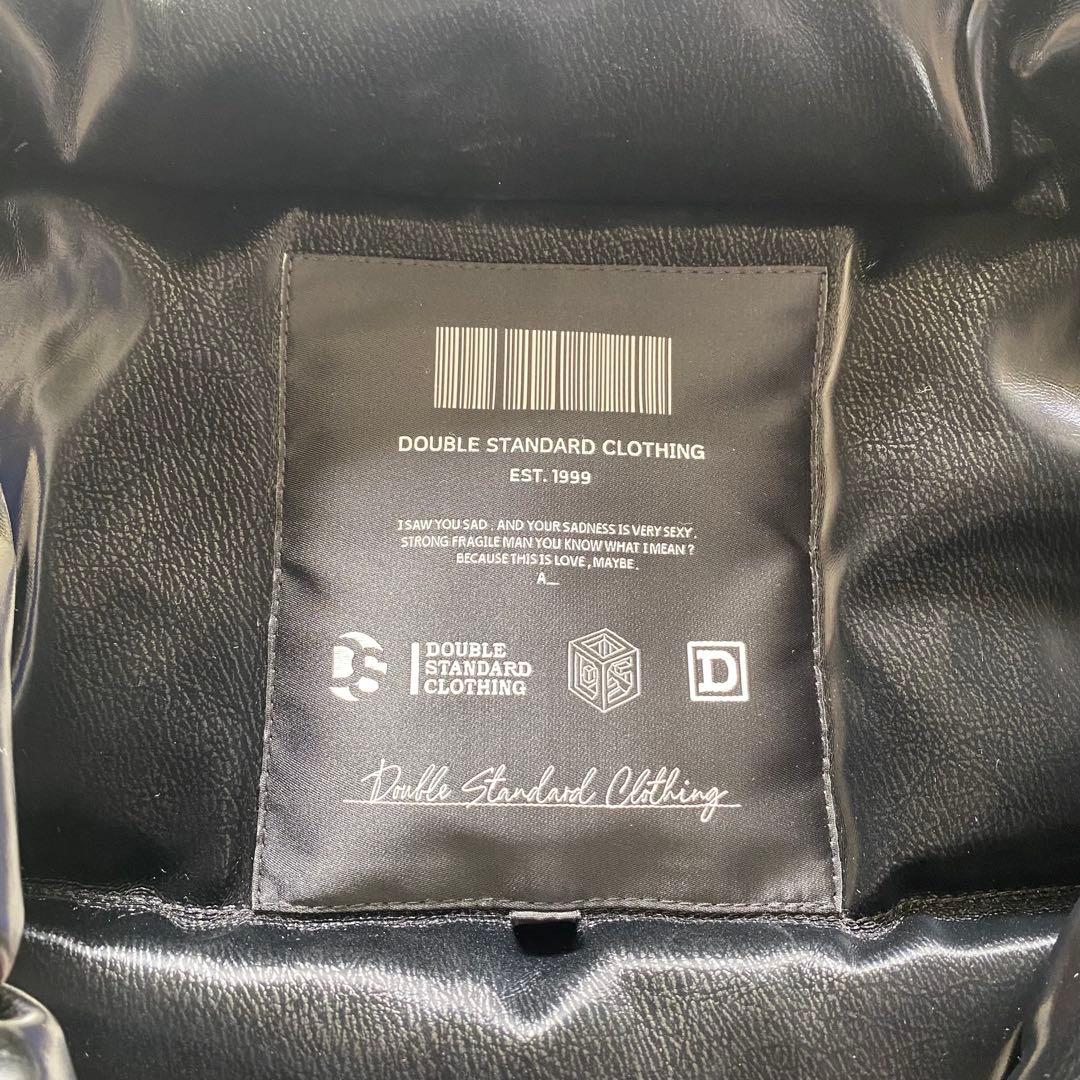 DOUBLE STANDARD CLOTHING
EST. 1999
I SAW YOU SAD , AND YOUR SADNESS IS VERY SEXY .
STRONG FRAGILE MAN YOU KNOW WHAT I MEAN ?
BECAUSE THIS IS LOVE , MAYBE .
A_
DS
DOUBLE
STANDARD
CLOTHING
D
Double Standard Clothing